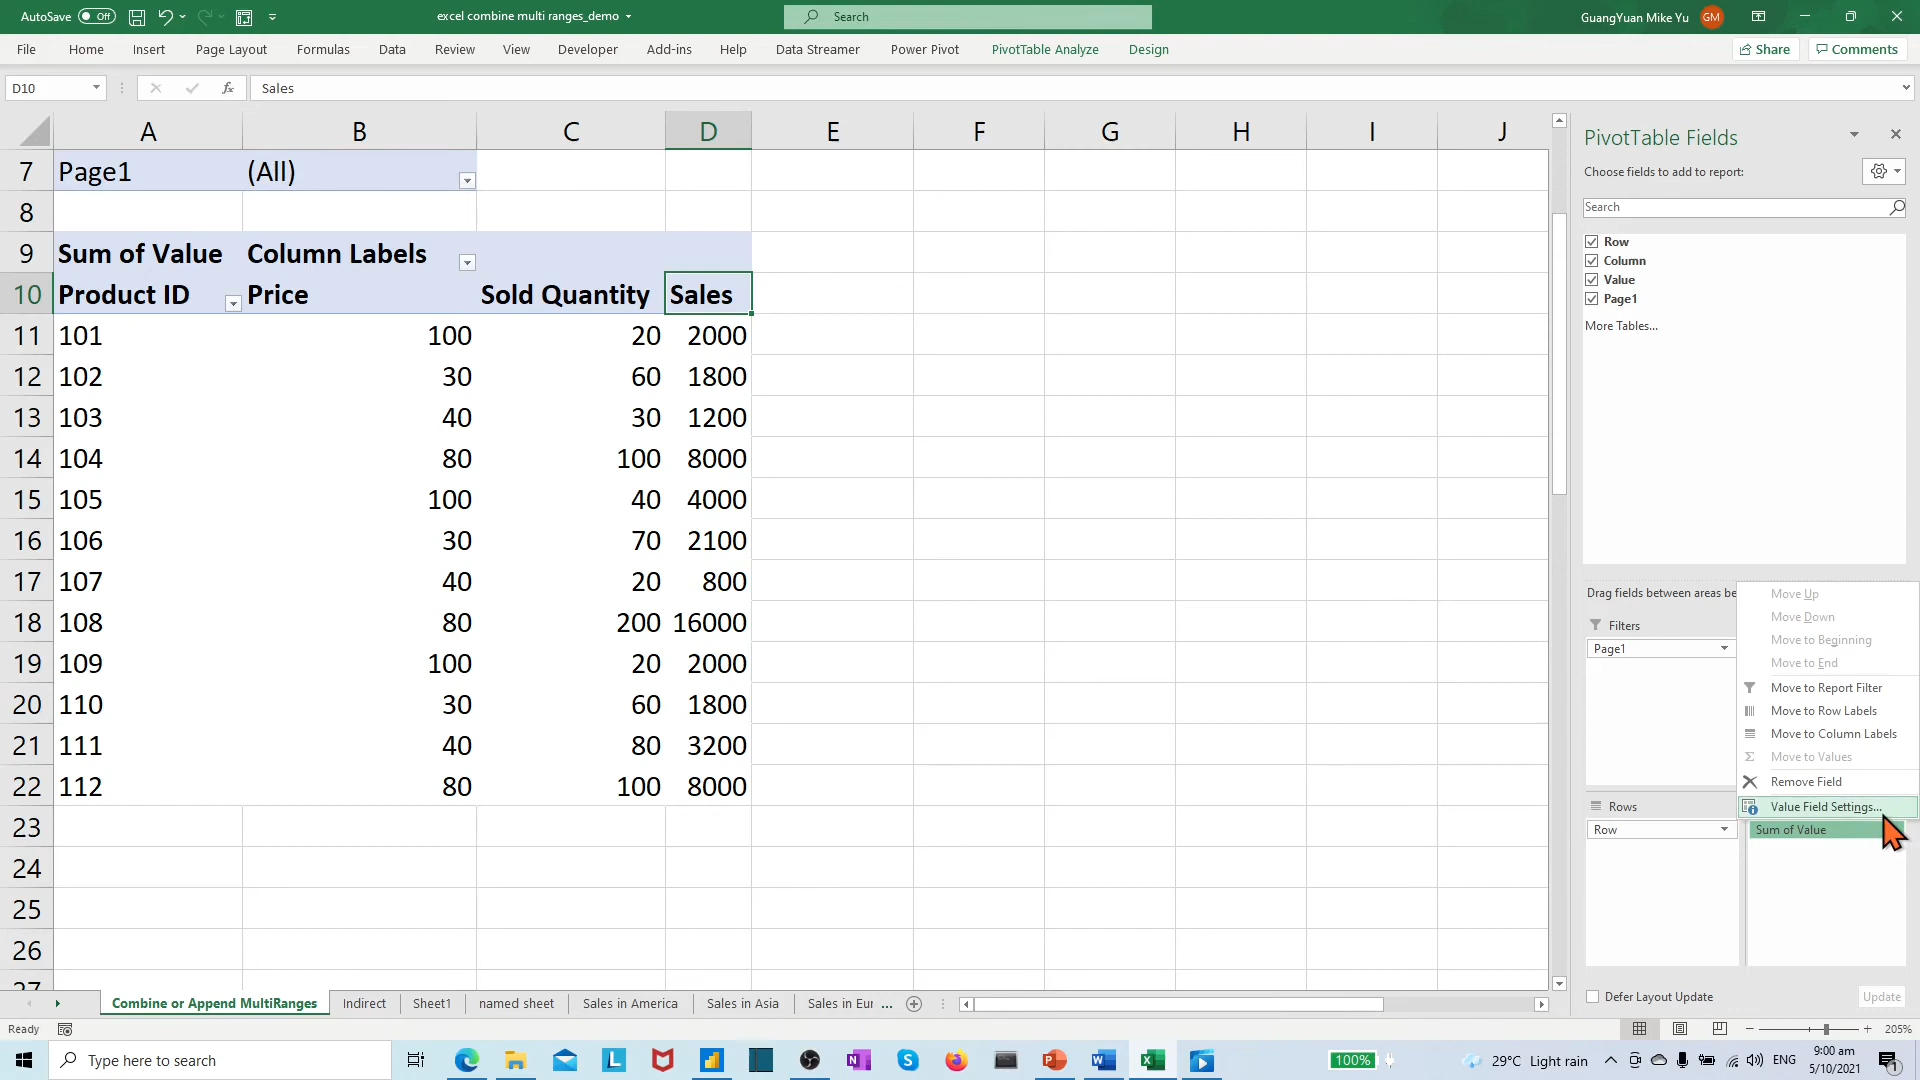 AutoSave Off excel combine multi ranges_demo Search GuangYuan Mike Yu GM
File Home Insert Page Layout Formulas Data Review View Developer Add-ins Help Data Streamer Power Pivot PivotTable Analyze Design Share Comments
D10 fx Sales
A B C D E F G H I J
7 Page1 (All)
8
9 Sum of Value Column Labels
10 Product ID Price Sold Quantity Sales
11 101 100 20 2000
12 102 30 60 1800
13 103 40 30 1200
14 104 80 100 8000
15 105 100 40 4000
16 106 30 70 2100
17 107 40 20 800
18 108 80 200 16000
19 109 100 20 2000
20 110 30 60 1800
21 111 40 80 3200
22 112 80 100 8000
23
24
25
26
27
PivotTable Fields
Choose fields to add to report:
Search
Row
Column
Value
Page1
More Tables...
Drag fields between areas be
Filters
Page1
Rows
Row
Move Up
Move Down
Move to Beginning
Move to End
Move to Report Filter
Move to Row Labels
Move to Column Labels
Move to Values
Remove Field
Value Field Settings...
Sum of Value
Defer Layout Update Update
Combine or Append MultiRanges Indirect Sheet1 named sheet Sales in America Sales in Asia Sales in Eur ...
Ready 205%
Type here to search 100% 29°C Light rain ENG 9:00 am
5/10/2021 1